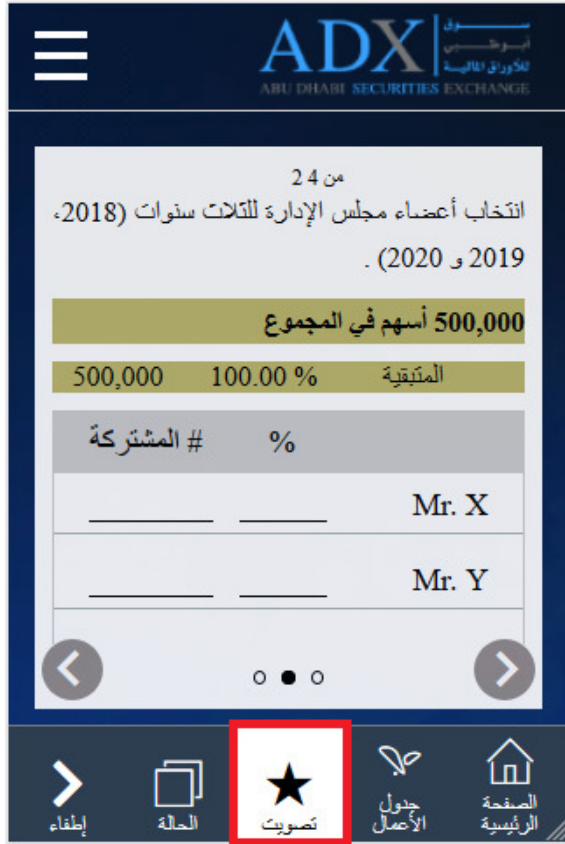 ADX
ABU DHABI SECURITIES EXCHANGE
سوق
أبوظبي
للأوراق المالية
من 4 2
انتخاب أعضاء مجلس الإدارة للثلاث سنوات (2018،
2019 و 2020) .
500,000 أسهم في المجموع
المتبقية 100.00 % 500,000
% # المشتركة
Mr. X
Mr. Y
الصفحة الرئيسية
جدول الأعمال
تصويت
الحالة
إطفاء